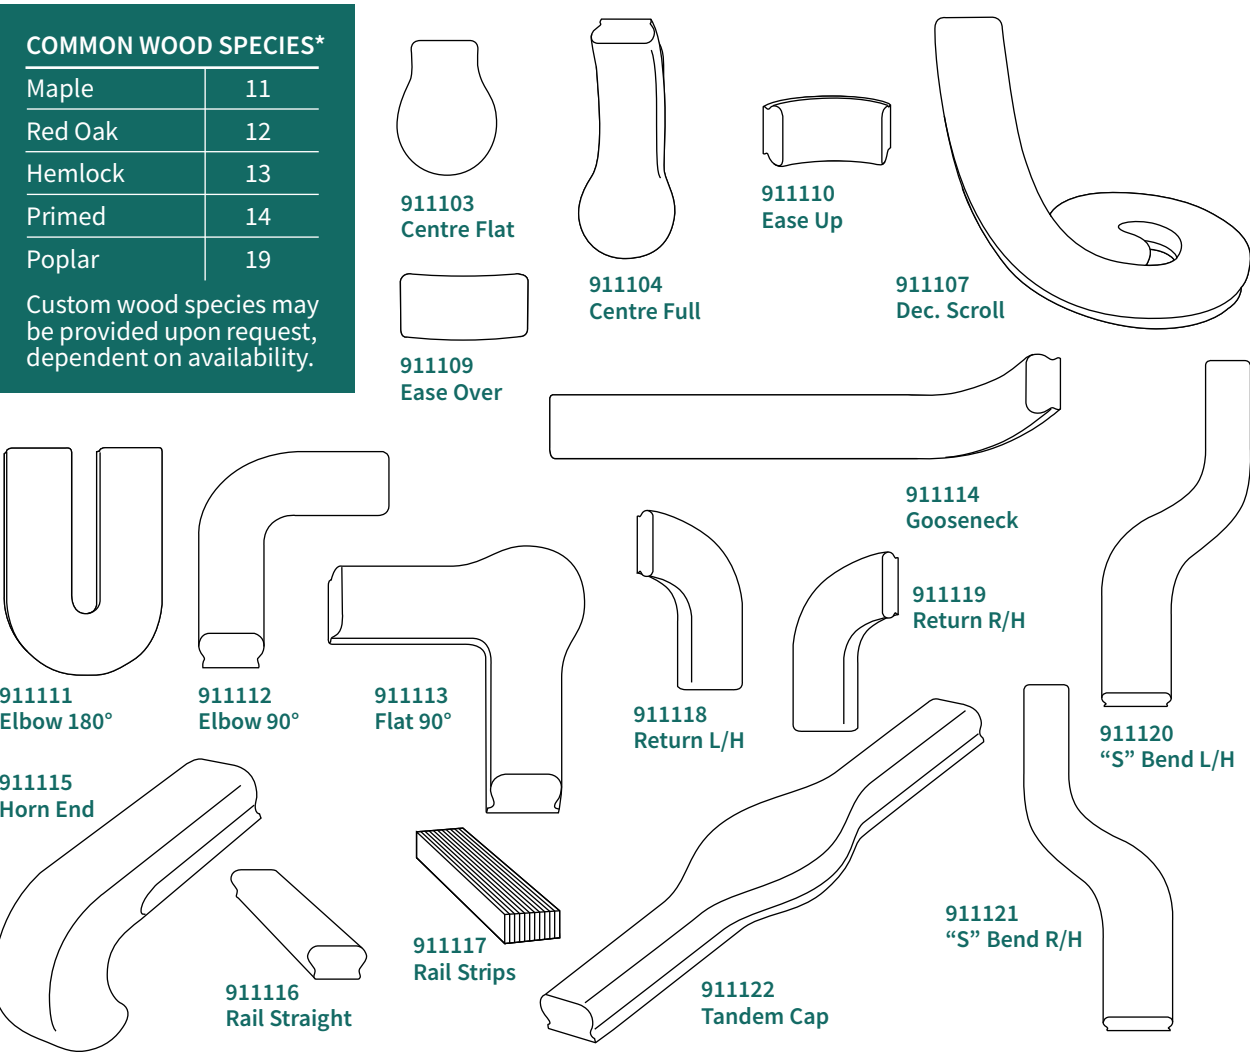 COMMON WOOD SPECIES*
Maple 11
Red Oak 12
Hemlock 13
Primed 14
Poplar 19
Custom wood species may
be provided upon request,
dependent on availability.
911103
Centre Flat
911104
Centre Full
911110
Ease Up
911107
Dec. Scroll
911109
Ease Over
911114
Gooseneck
911111
Elbow 180°
911112
Elbow 90°
911113
Flat 90°
911118
Return L/H
911119
Return R/H
911120
“S” Bend L/H
911115
Horn End
911116
Rail Straight
911117
Rail Strips
911122
Tandem Cap
911121
“S” Bend R/H